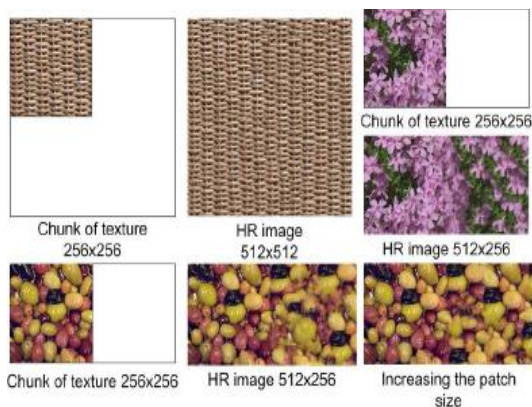 Chunk of texture 256x256
Chunk of texture
256x256
HR image
512x512
HR image 512x256
Chunk of texture 256x256
HR image 512x256
Increasing the patch
size